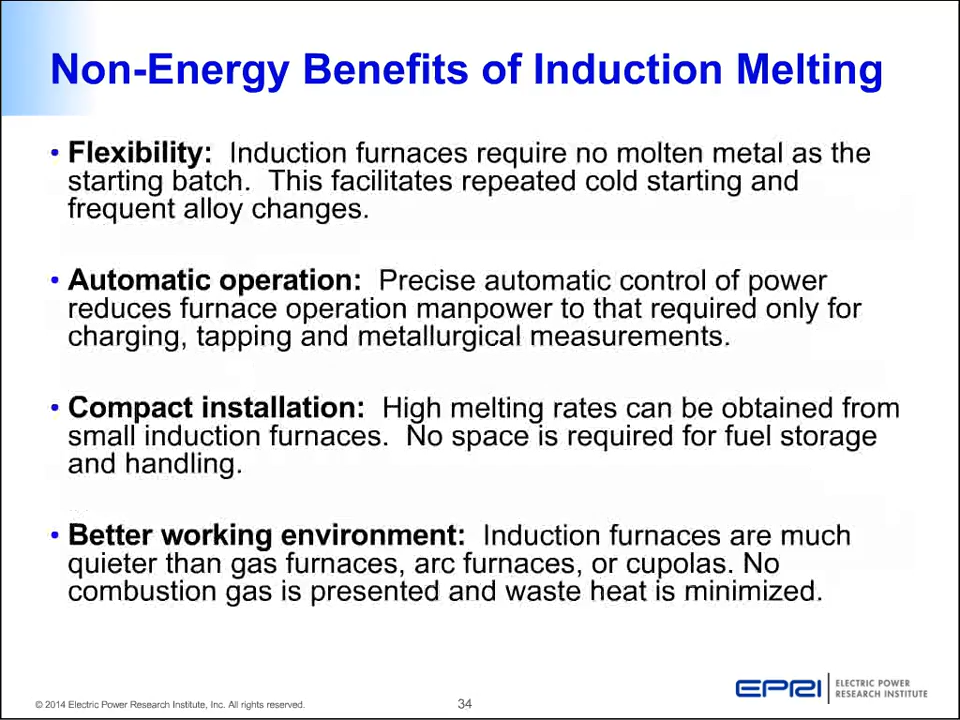 Non-Energy Benefits of Induction Melting
• Flexibility: Induction furnaces require no molten metal as the
starting batch. This facilitates repeated cold starting and
frequent alloy changes.
• Automatic operation: Precise automatic control of power
reduces furnace operation manpower to that required only for
charging, tapping and metallurgical measurements.
• Compact installation: High melting rates can be obtained from
small induction furnaces. No space is required for fuel storage
and handling.
• Better working environment: Induction furnaces are much
quieter than gas furnaces, arc furnaces, or cupolas. No
combustion gas is presented and waste heat is minimized.
© 2014 Electric Power Research Institute, Inc. All rights reserved.
34
EPRI
ELECTRIC POWER
RESEARCH INSTITUTE